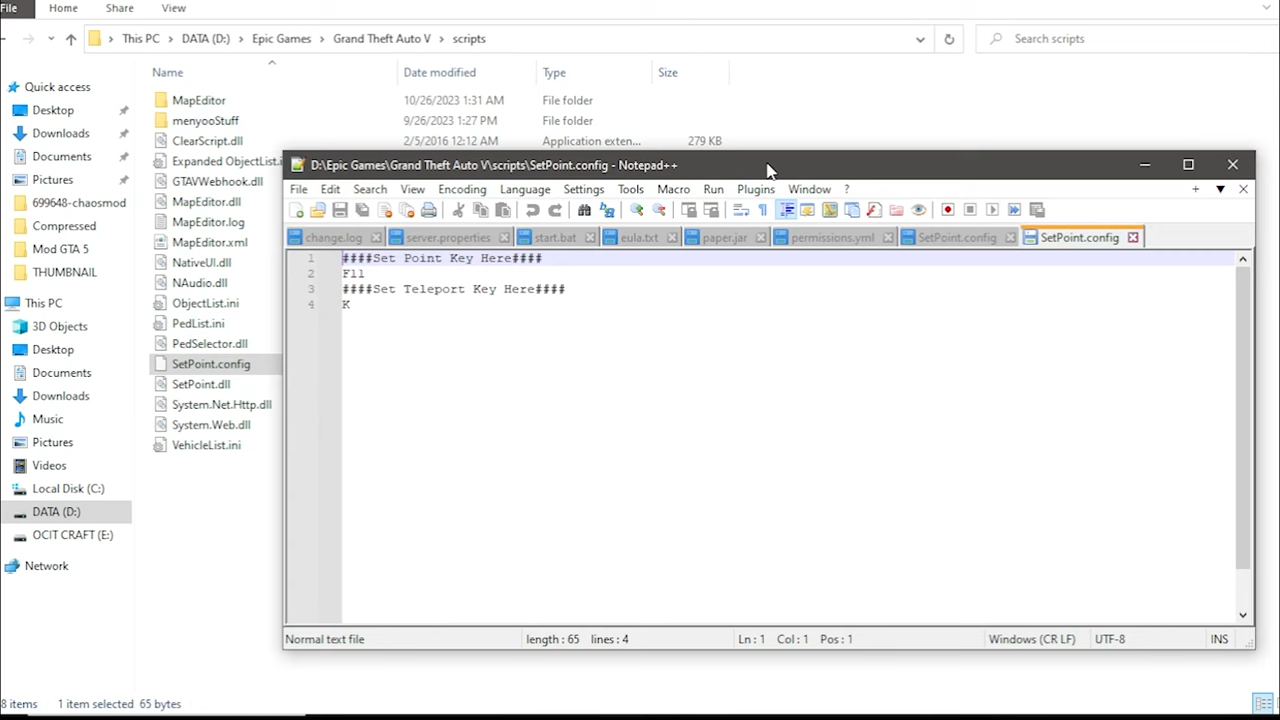 File Home Share View
This PC DATA (D:) Epic Games Grand Theft Auto V scripts Search scripts
Name Date modified Type Size
Quick access
Desktop
Downloads
Documents
Pictures
699648-chaosmod
Compressed
Mod GTA 5
THUMBNAIL
This PC
3D Objects
Desktop
Documents
Downloads
Music
Pictures
Videos
Local Disk (C:)
DATA (D:)
OCIT CRAFT (E:)
Network
MapEditor 10/26/2023 1:31 AM File folder
menyooStuff 9/26/2023 1:27 PM File folder
ClearScript.dll 2/5/2016 12:12 AM Application exten... 279 KB
Expanded ObjectList.i
GTAVWebhook.dll
MapEditor.dll
MapEditor.log
MapEditor.xml
NativeUI.dll
NAudio.dll
ObjectList.ini
PedList.ini
PedSelector.dll
SetPoint.config
SetPoint.dll
System.Net.Http.dll
System.Web.dll
VehicleList.ini
D:\Epic Games\Grand Theft Auto V\scripts\SetPoint.config - Notepad++
File Edit Search View Encoding Language Settings Tools Macro Run Plugins Window ?
change.log server.properties start.bat eula.txt paper.jar permissions.yml SetPoint.config SetPoint.config
1 ####Set Point Key Here####
2 F11
3 ####Set Teleport Key Here####
4 K
Normal text file length : 65 lines : 4 Ln : 1 Col : 1 Pos : 1 Windows (CR LF) UTF-8 INS
8 items 1 item selected 65 bytes